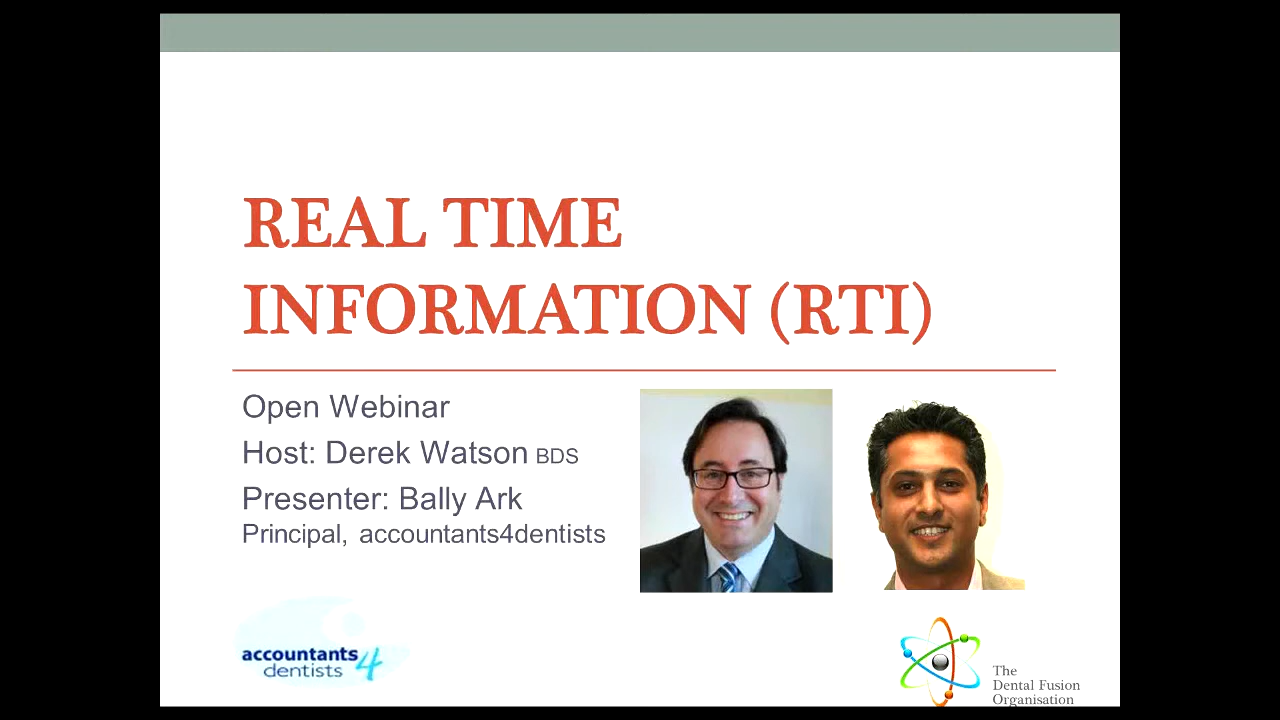 REAL TIME
INFORMATION (RTI)
Open Webinar
Host: Derek Watson BDS
Presenter: Bally Ark
Principal, accountants4dentists
accountants 4
dentists
The
Dental Fusion
Organisation